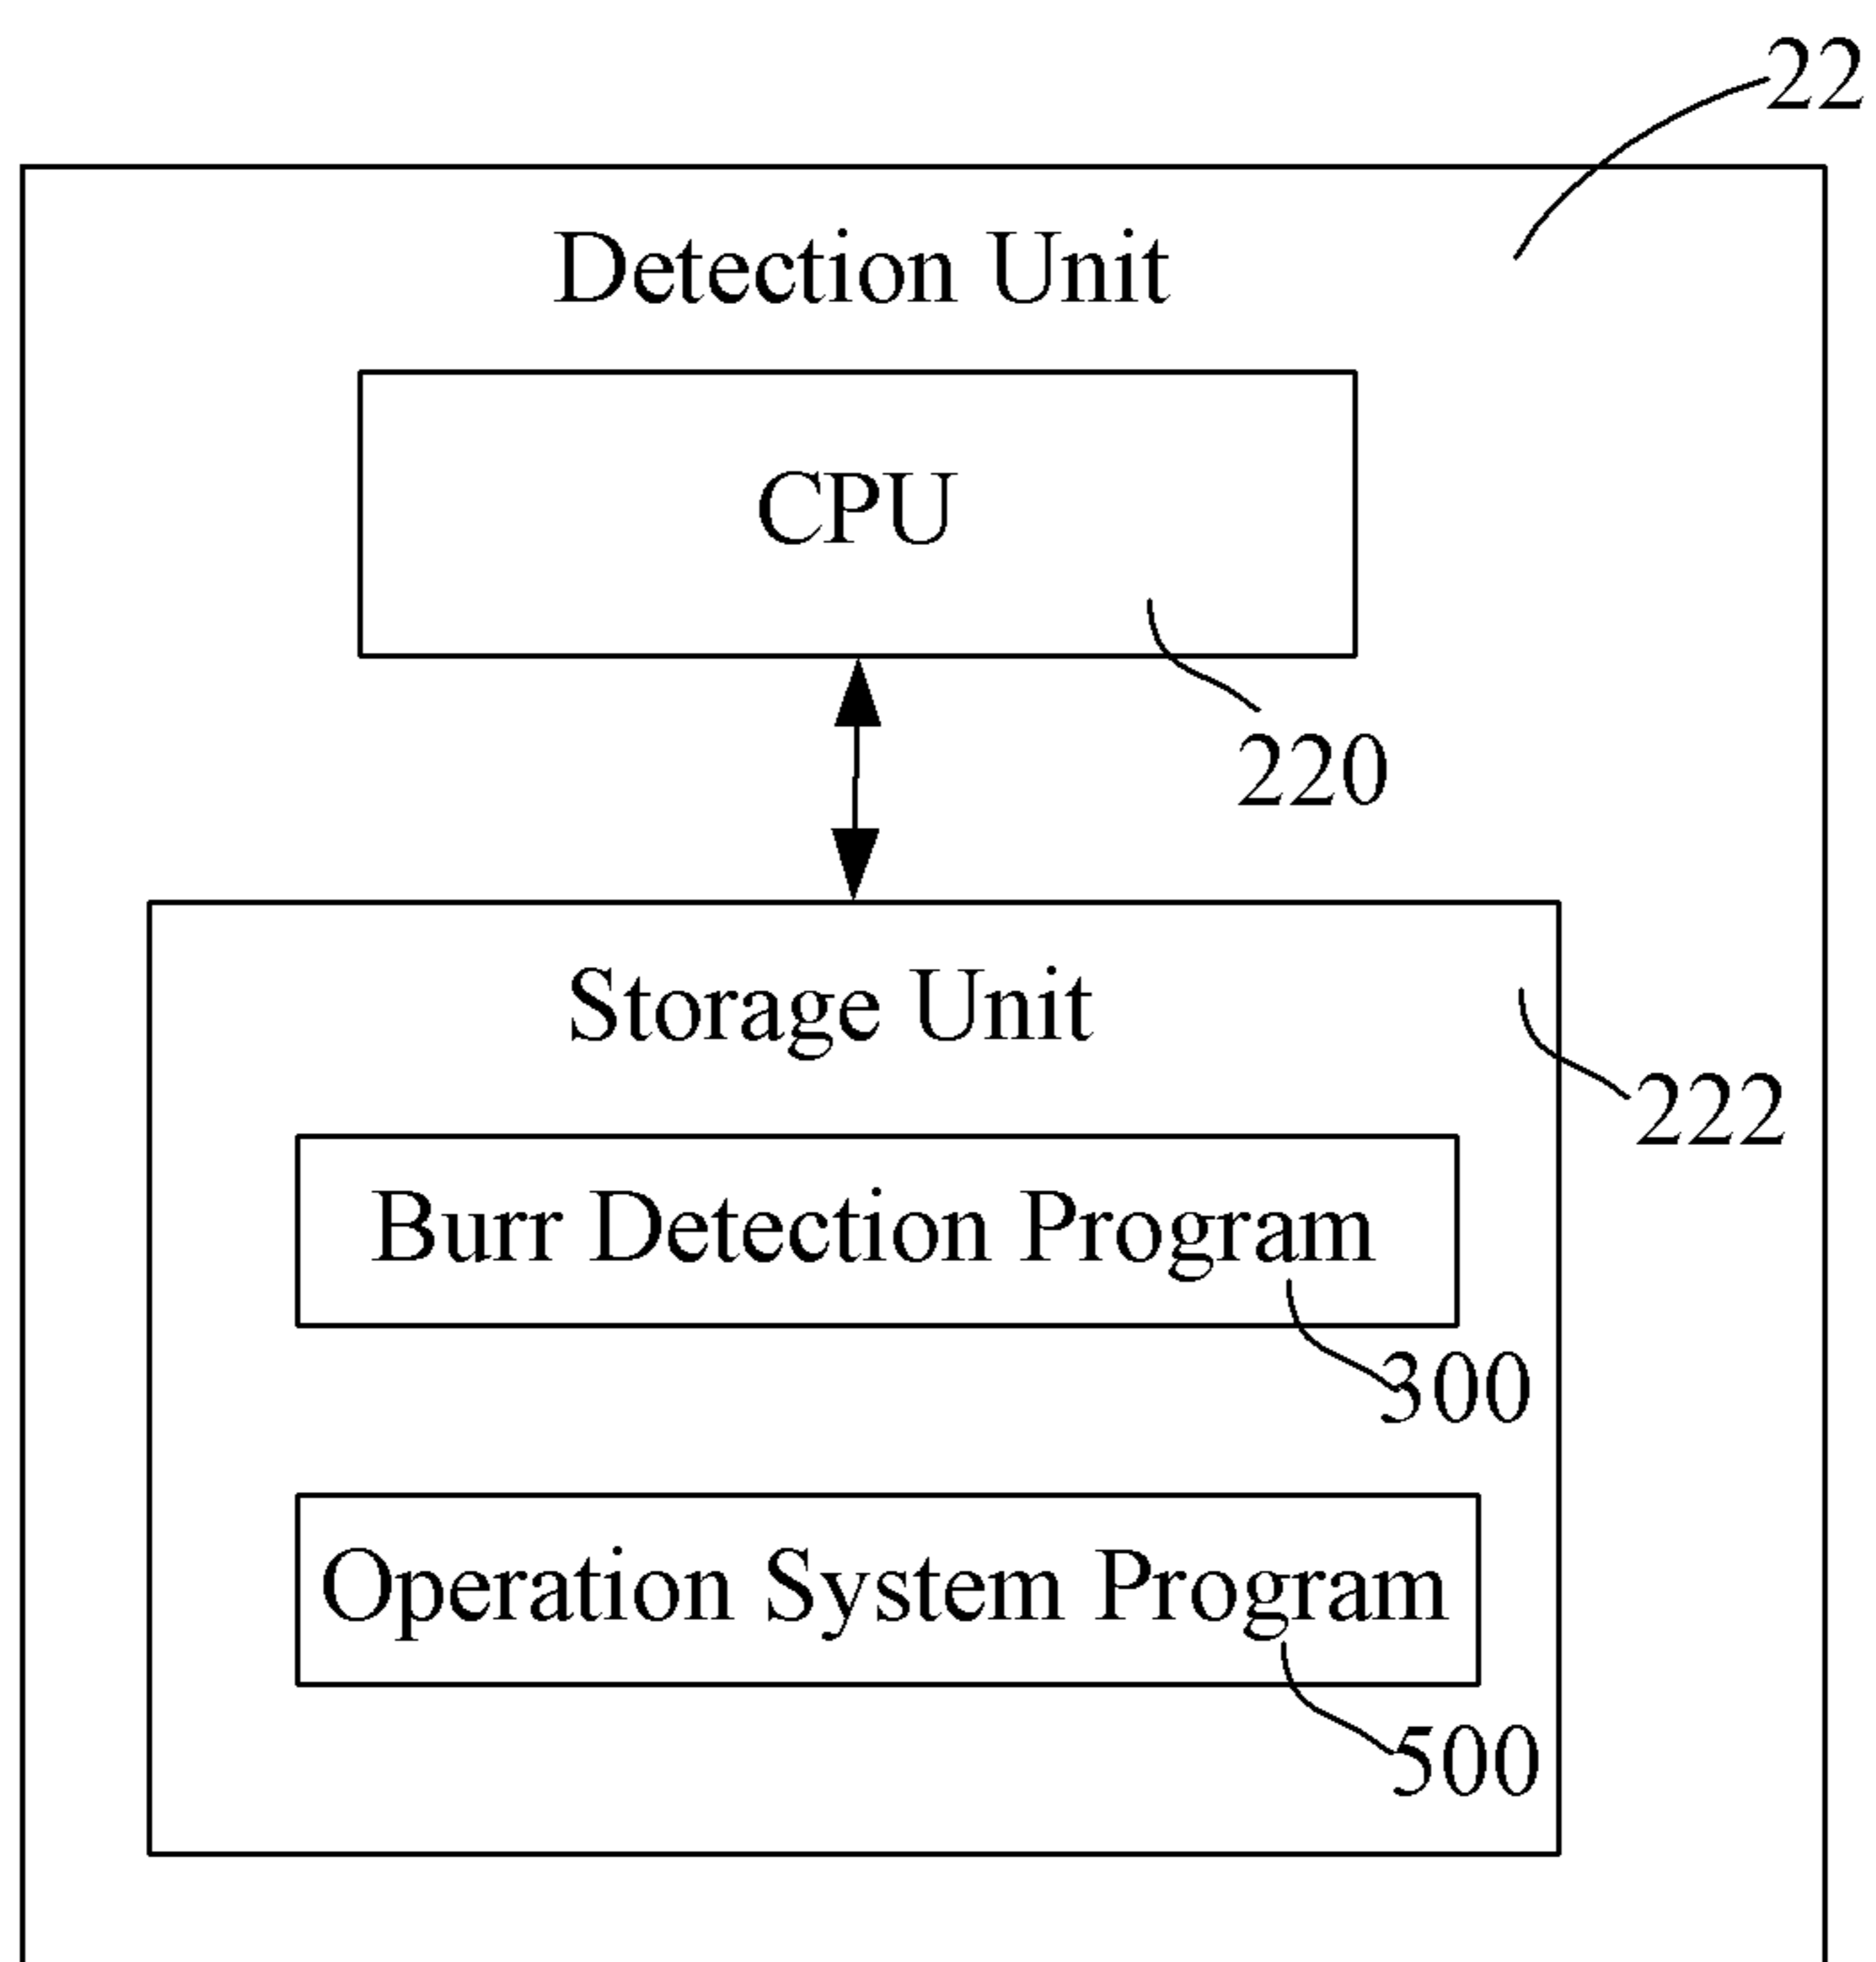 22
Detection Unit
CPU
220
Storage Unit
222
Burr Detection Program
300
Operation System Program
500